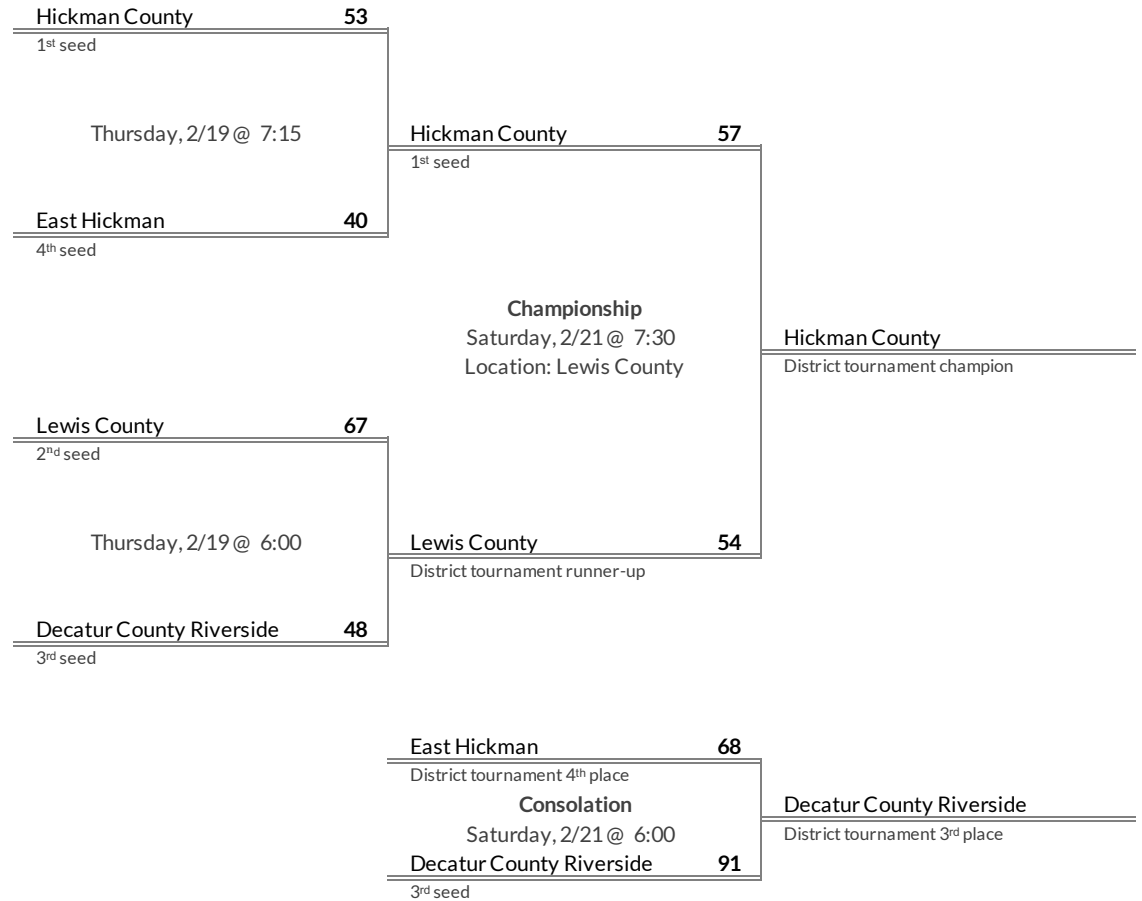 Hickman County 53
1st seed
Thursday, 2/19 @ 7:15
Hickman County 57
1st seed
East Hickman 40
4th seed
Championship
Saturday, 2/21 @ 7:30
Location: Lewis County
Hickman County
District tournament champion
Lewis County 67
2nd seed
Thursday, 2/19 @ 6:00
Lewis County 54
District tournament runner-up
Decatur County Riverside 48
3rd seed
East Hickman 68
District tournament 4th place
Consolation
Saturday, 2/21 @ 6:00
Decatur County Riverside 91
3rd seed
Decatur County Riverside
District tournament 3rd place